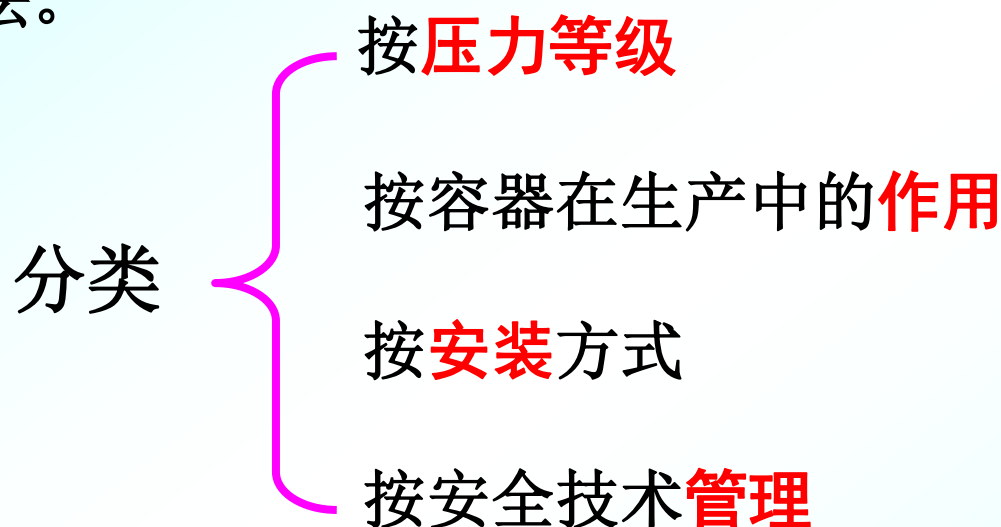 法。
按压力等级
按容器在生产中的作用
分类
按安装方式
按安全技术管理